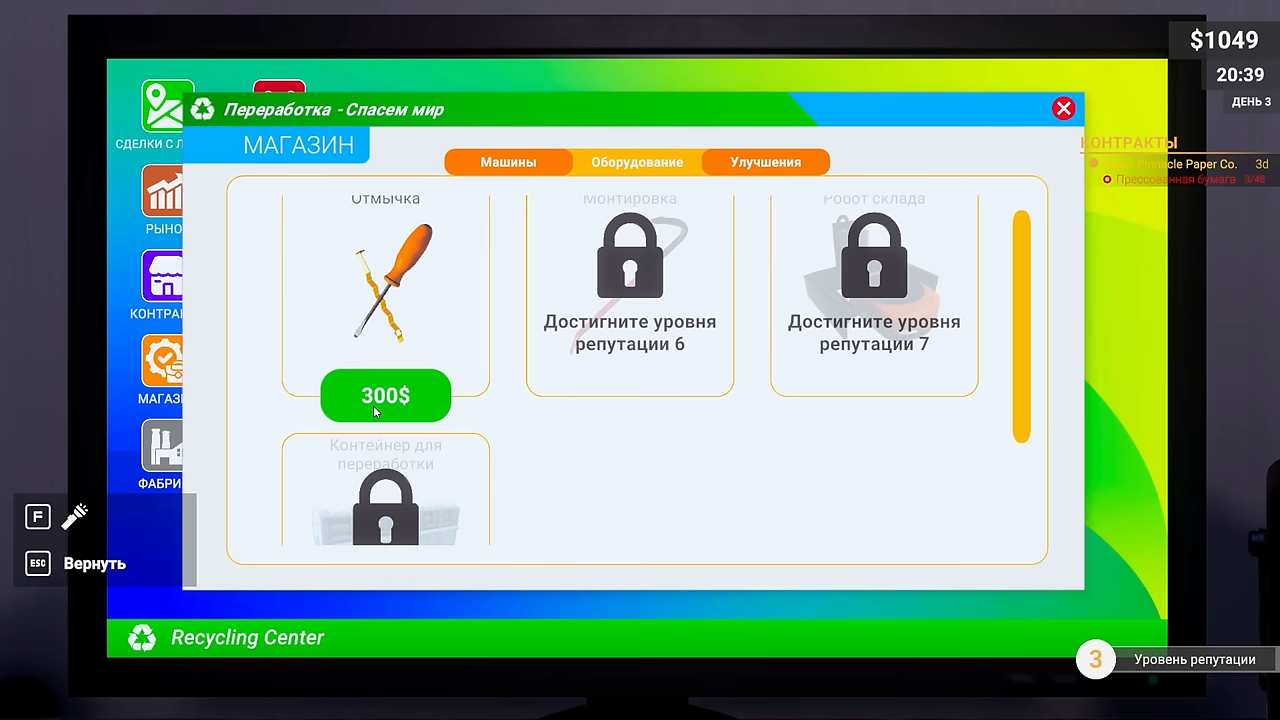 $1049
20:39
ДЕНЬ 3
КОНТРАКТЫ
Pinnacle Paper Co. 3d
Прессованная бумага 3/48
Переработка - Спасем мир
МАГАЗИН
Машины
Оборудование
Улучшения
СДЕЛКИ С Л
РЫНО
КОНТРА
МАГАЗ
ФАБРИ
Отмычка
300$
Монтировка
Достигните уровня
репутации 6
Робот склада
Достигните уровня
репутации 7
Контейнер для
переработки
F
ESC Вернуть
Recycling Center
3 Уровень репутации